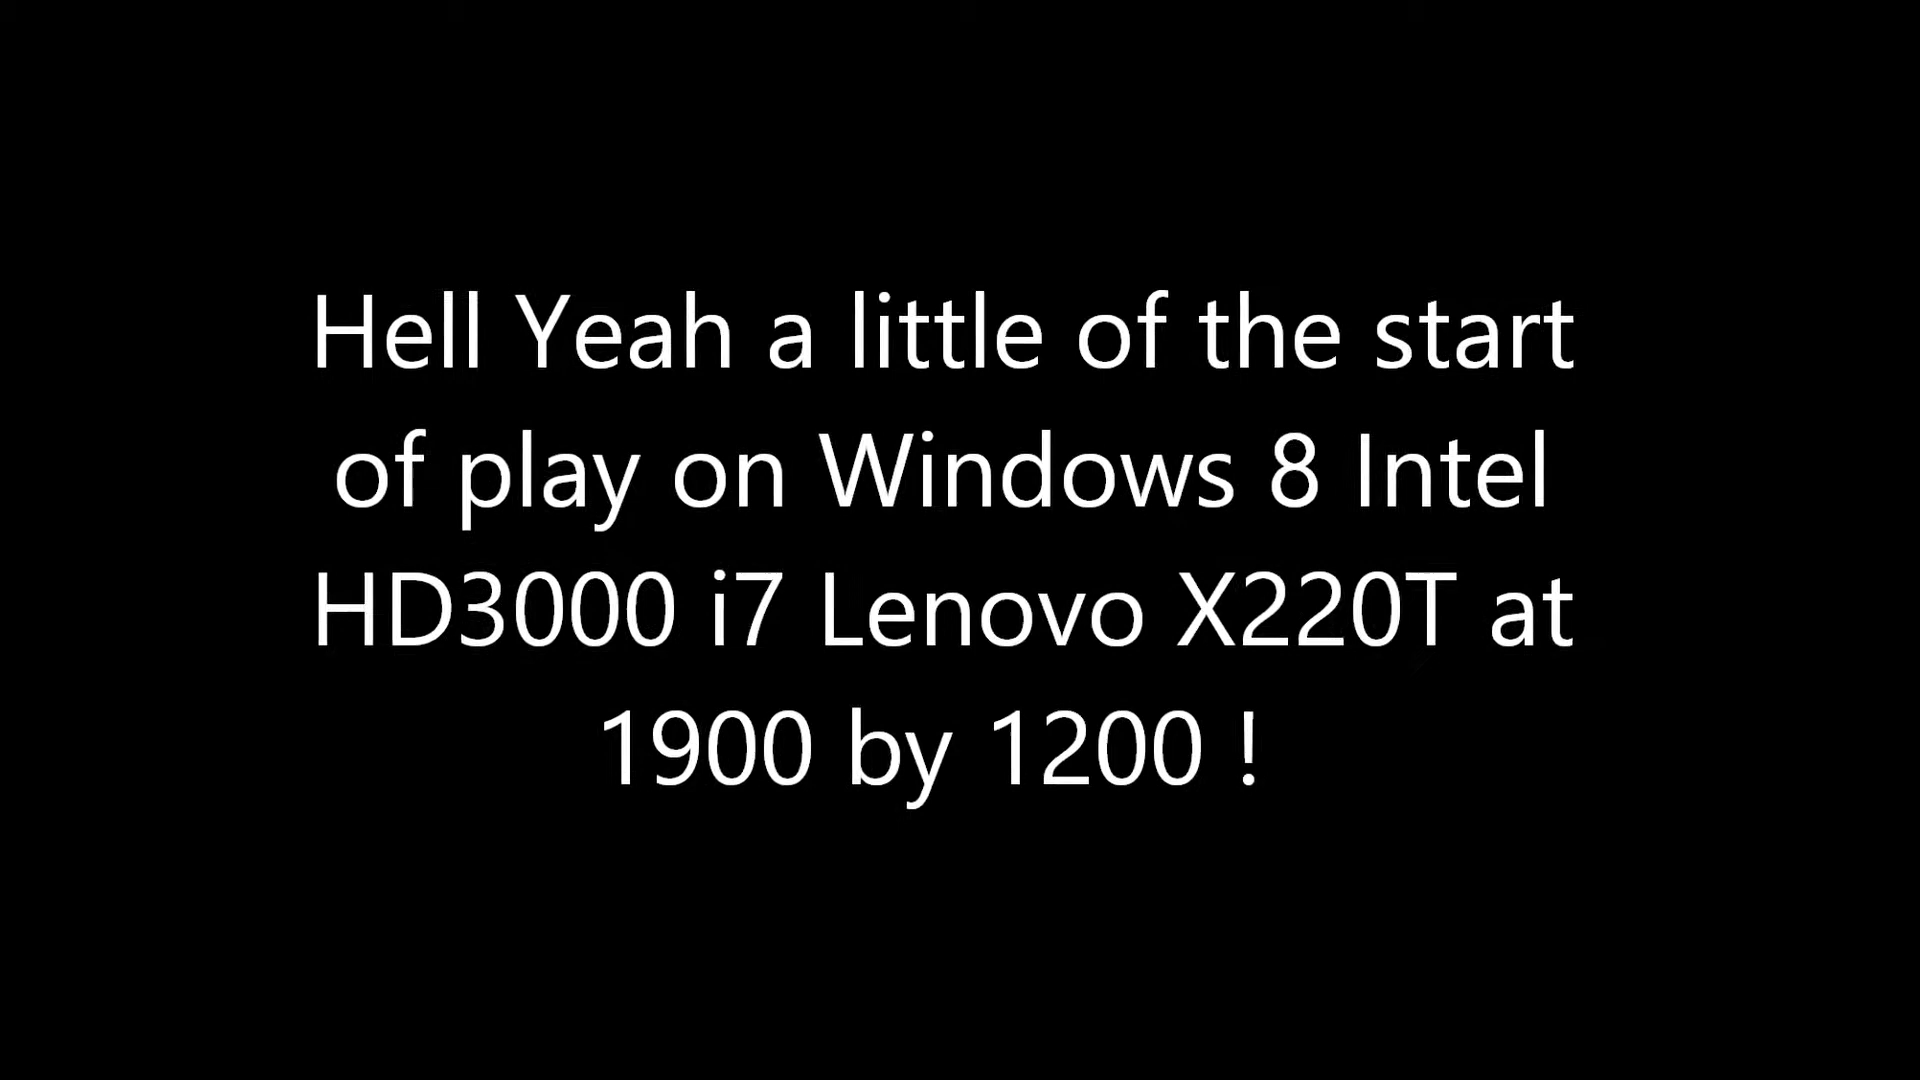 Hell Yeah a little of the start
of play on Windows 8 Intel
HD3000 i7 Lenovo X220T at
1900 by 1200 !